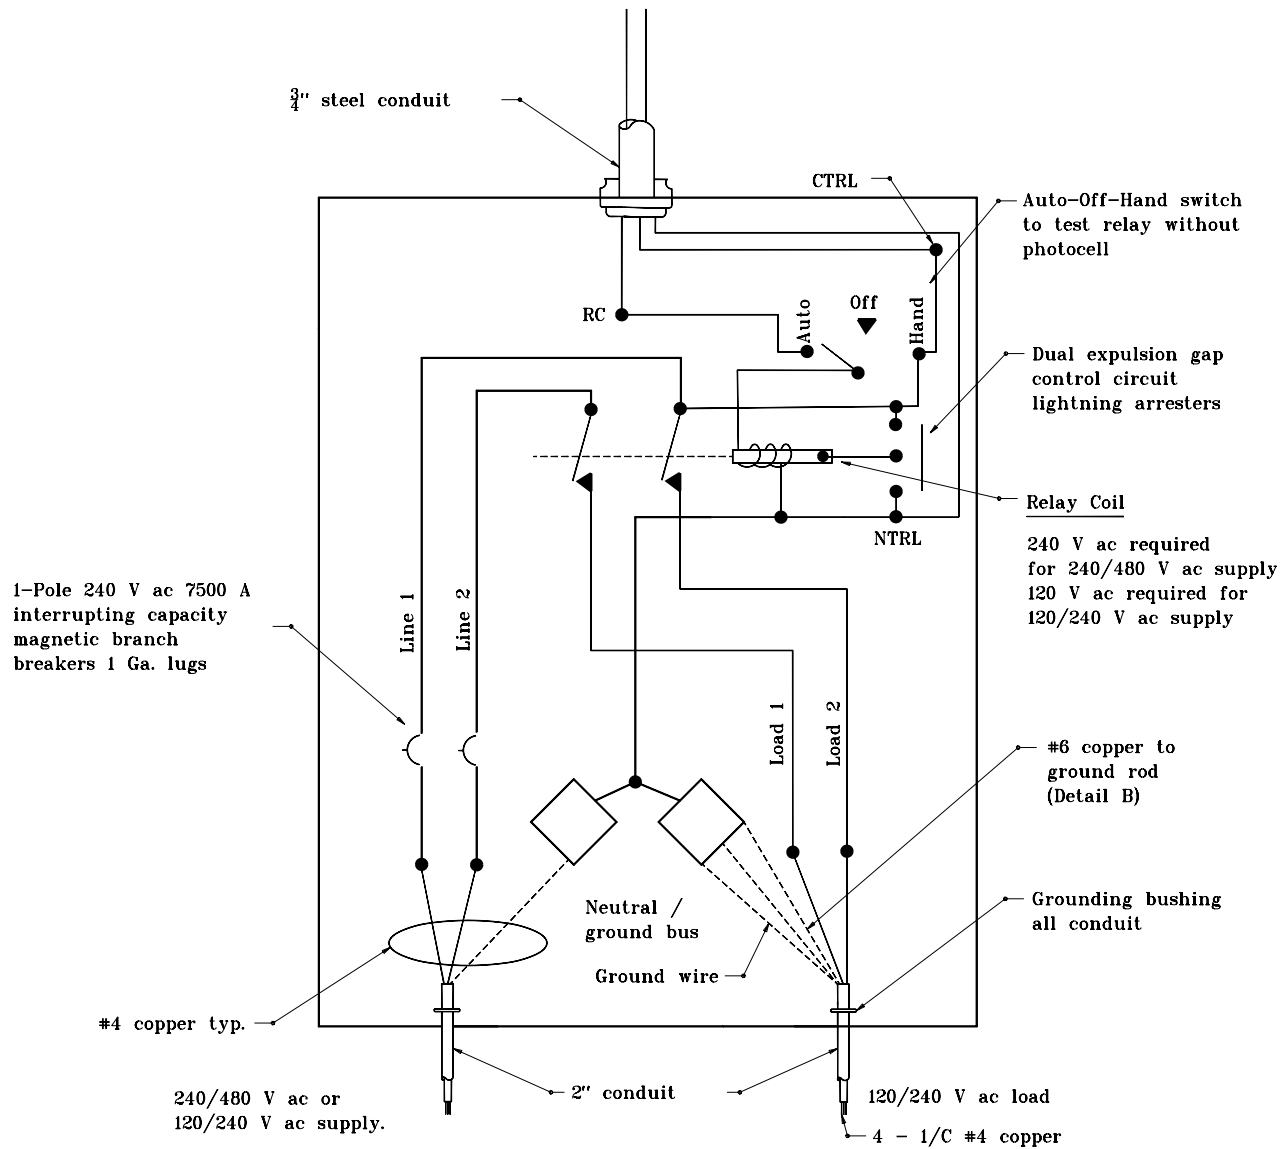 3/4" steel conduit
CTRL
Auto-Off-Hand switch
to test relay without
photocell
RC
Auto
Off
Hand
Dual expulsion gap
control circuit
lightning arresters
Relay Coil
NTRL
240 V ac required
for 240/480 V ac supply
120 V ac required for
120/240 V ac supply
1-Pole 240 V ac 7500 A
interrupting capacity
magnetic branch
breakers 1 Ga. lugs
Line 1
Line 2
Load 1
Load 2
#6 copper to
ground rod
(Detail B)
Neutral /
ground bus
Ground wire
Grounding bushing
all conduit
#4 copper typ.
2" conduit
240/480 V ac or
120/240 V ac supply.
120/240 V ac load
4 - 1/C #4 copper